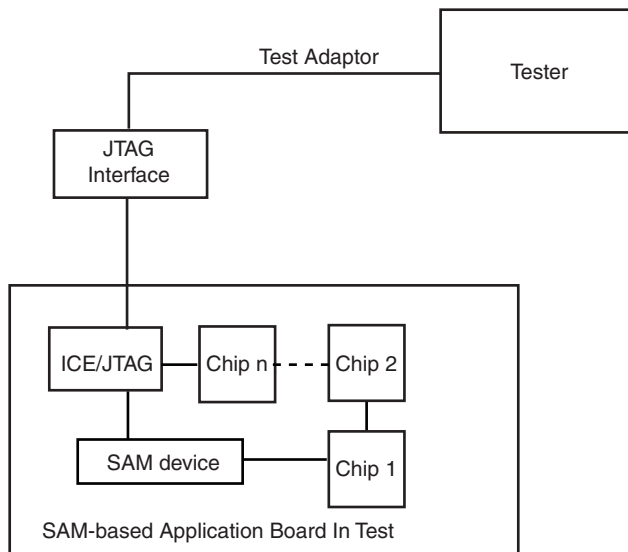 Test Adaptor
Tester
JTAG
Interface
ICE/JTAG
Chip n
Chip 2
SAM device
Chip 1
SAM-based Application Board In Test